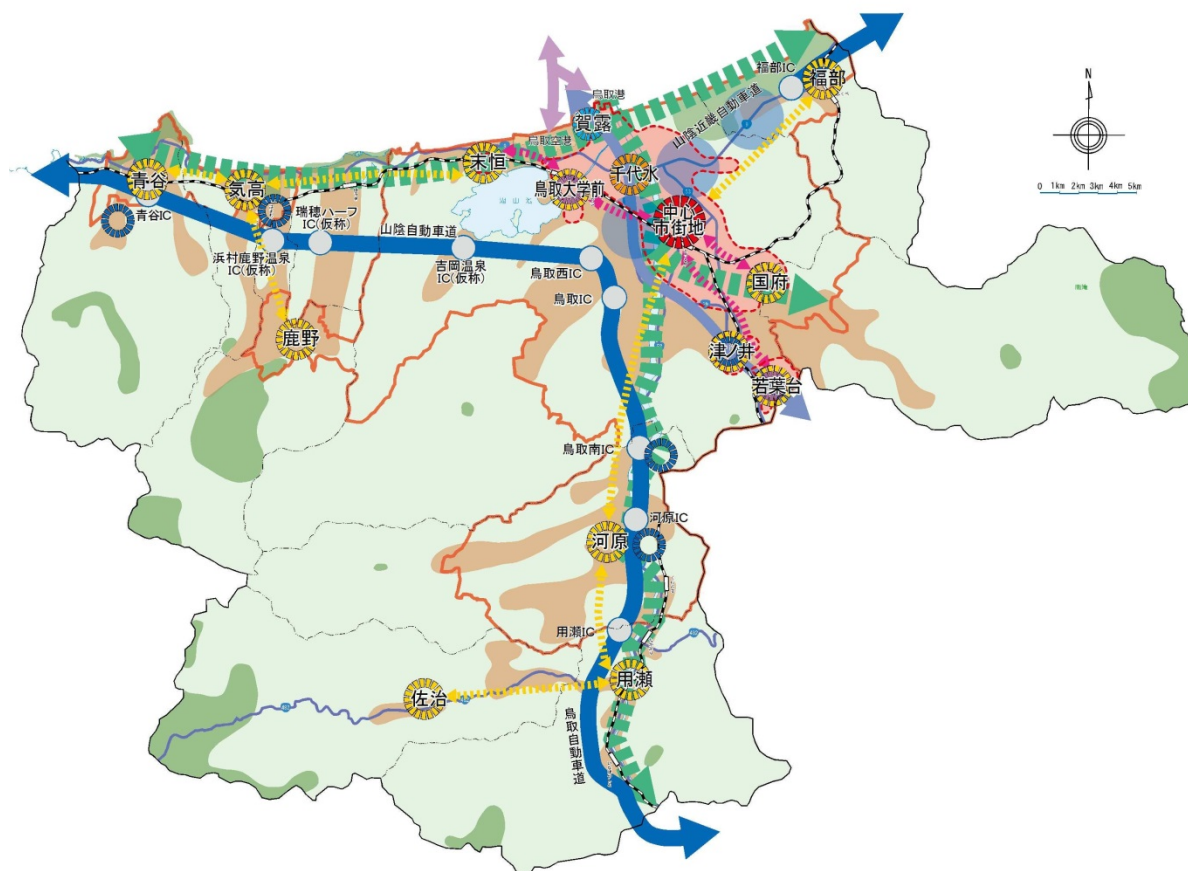 N
0 1km 2km 3km 4km 5km
福部IC
福部
鳥取港
賀露
山陰近畿自動車道
鳥取空港
末恒
千代水
青谷
気高
鳥取大学前
中心
市街地
青谷IC
瑞穂ハーフ
IC(仮称)
山陰自動車道
浜村鹿野温泉
IC(仮称)
吉岡温泉
IC(仮称)
鳥取西IC
国府
鳥取IC
鹿野
津ノ井
若葉台
鳥取南IC
河原IC
河原
用瀬IC
用瀬
佐治
鳥取自動車道